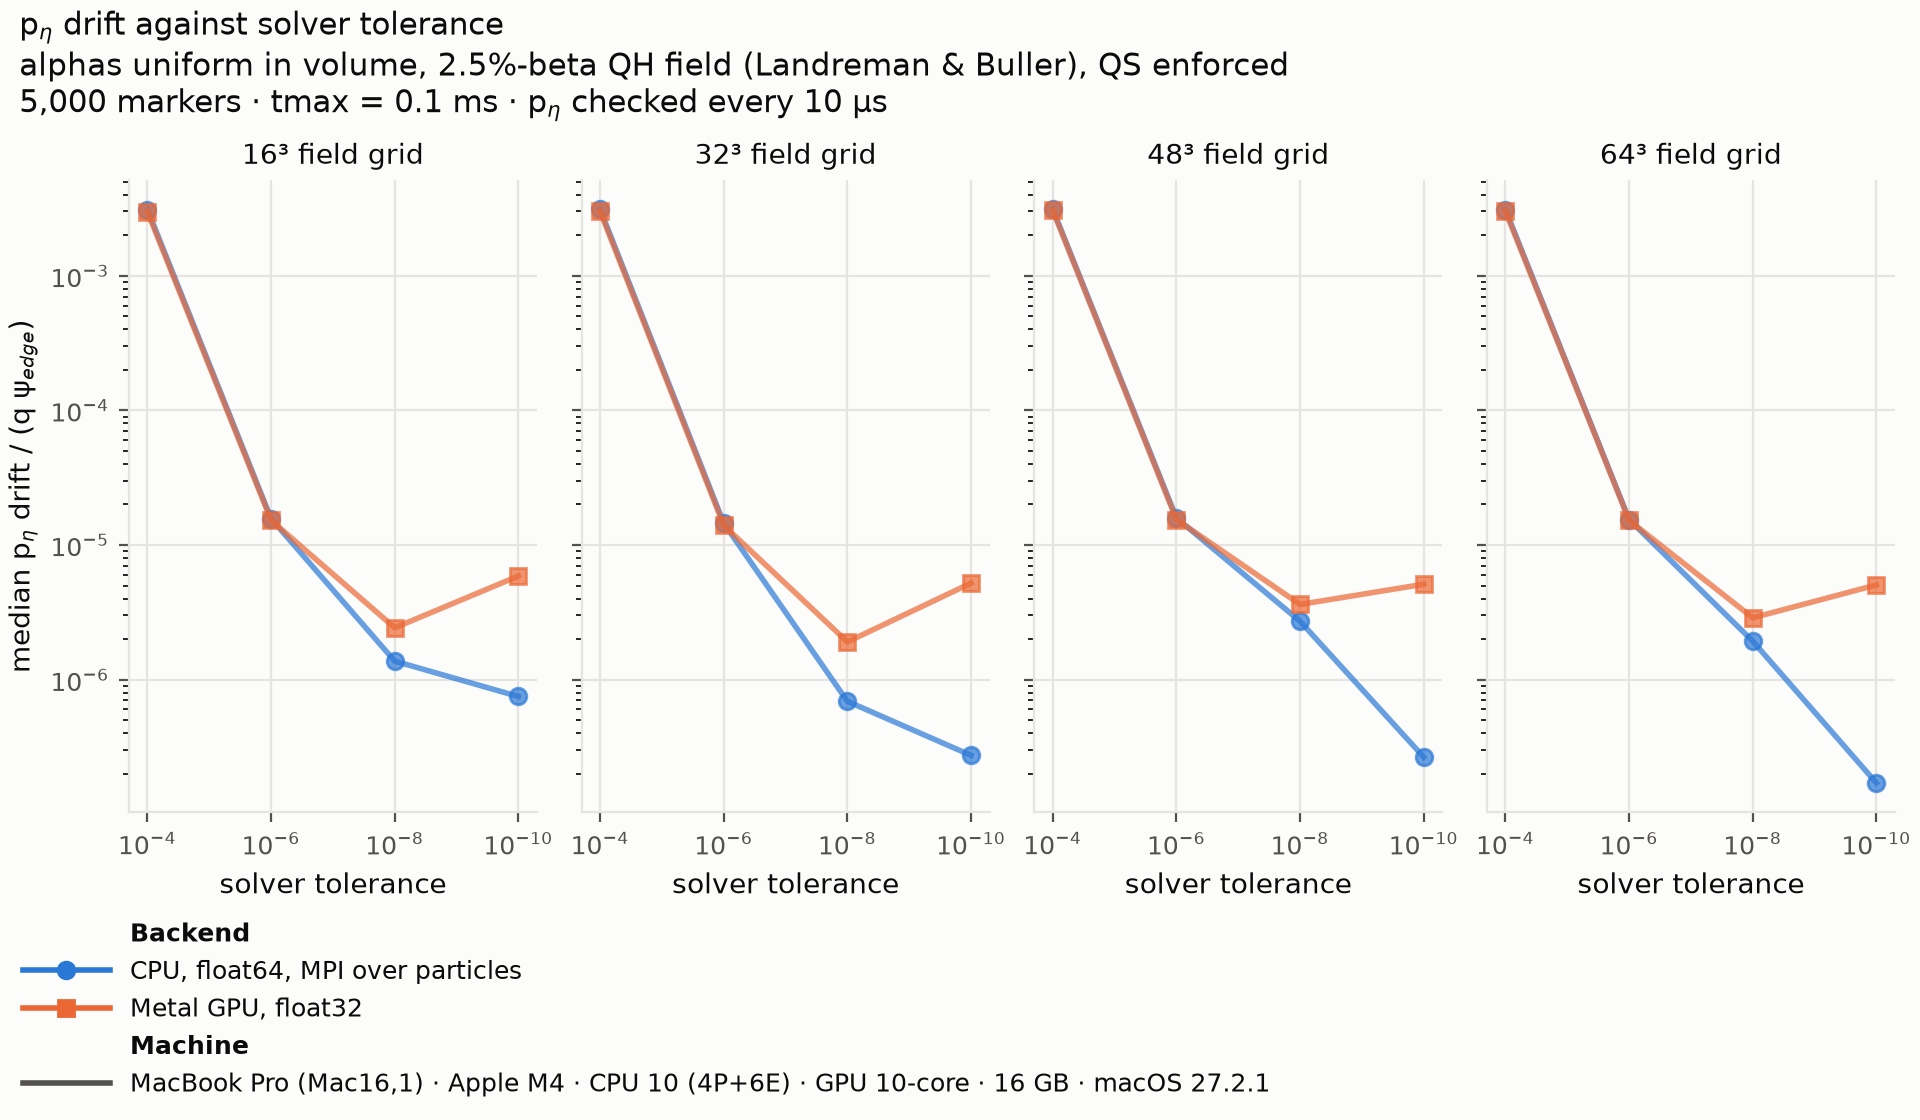 pη drift against solver tolerance
alphas uniform in volume, 2.5%-beta QH field (Landreman & Buller), QS enforced
5,000 markers · tmax = 0.1 ms · pη checked every 10 μs
16³ field grid
32³ field grid
48³ field grid
64³ field grid
median pη drift / (q ψedge)
10⁻³
10⁻⁴
10⁻⁵
10⁻⁶
10⁻⁴ 10⁻⁶ 10⁻⁸ 10⁻¹⁰
10⁻⁴ 10⁻⁶ 10⁻⁸ 10⁻¹⁰
10⁻⁴ 10⁻⁶ 10⁻⁸ 10⁻¹⁰
10⁻⁴ 10⁻⁶ 10⁻⁸ 10⁻¹⁰
solver tolerance
solver tolerance
solver tolerance
solver tolerance
Backend
CPU, float64, MPI over particles
Metal GPU, float32
Machine
MacBook Pro (Mac16,1) · Apple M4 · CPU 10 (4P+6E) · GPU 10-core · 16 GB · macOS 27.2.1